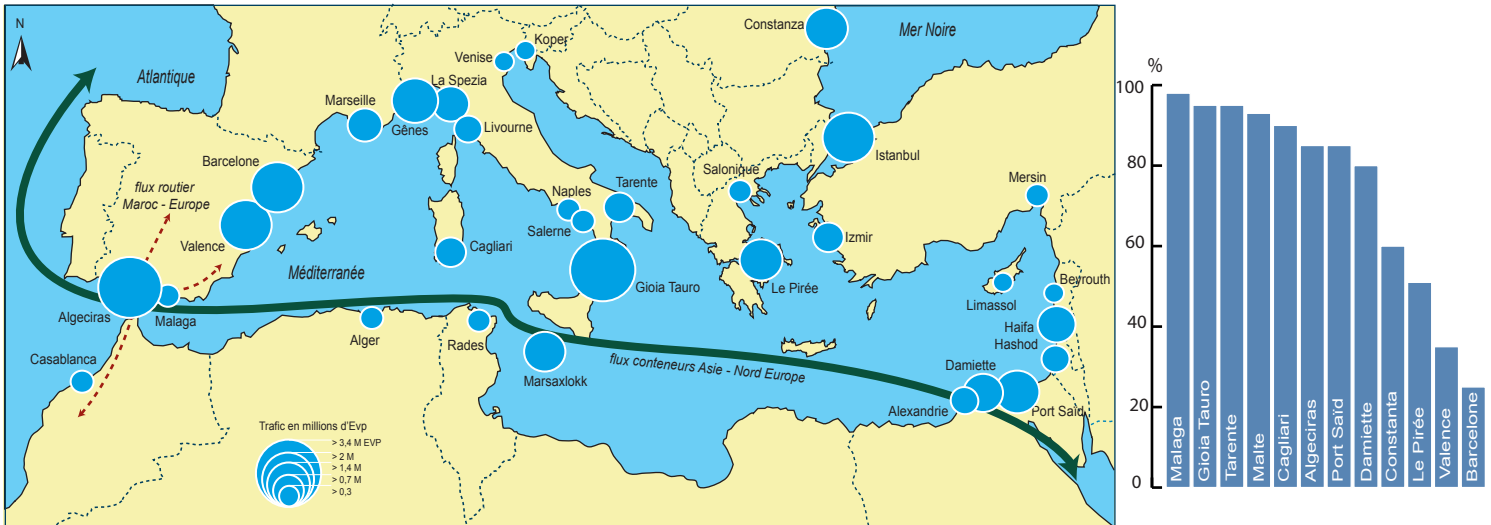 N
Atlantique
Mer Noire
Méditerranée
flux routier
Maroc - Europe
flux conteneurs Asie - Nord Europe
Constanza
Koper
Venise
La Spezia
Marseille
Gênes
Livourne
Barcelone
Istanbul
Salonique
Mersin
Naples
Tarente
Salerne
Valence
Cagliari
Izmir
Gioia Tauro
Le Pirée
Beyrouth
Limassol
Algeciras
Malaga
Alger
Rades
Haifa
Hashod
Casablanca
Marsaxlokk
Damiette
Alexandrie
Port Saïd
Trafic en millions d'Evp
> 3,4 M EVP
> 2 M
> 1,4 M
> 0,7 M
> 0,3
%
100
80
60
40
20
0
Malaga
Gioia Tauro
Tarente
Malte
Cagliari
Algeciras
Port Saïd
Damiette
Constanta
Le Pirée
Valence
Barcelone